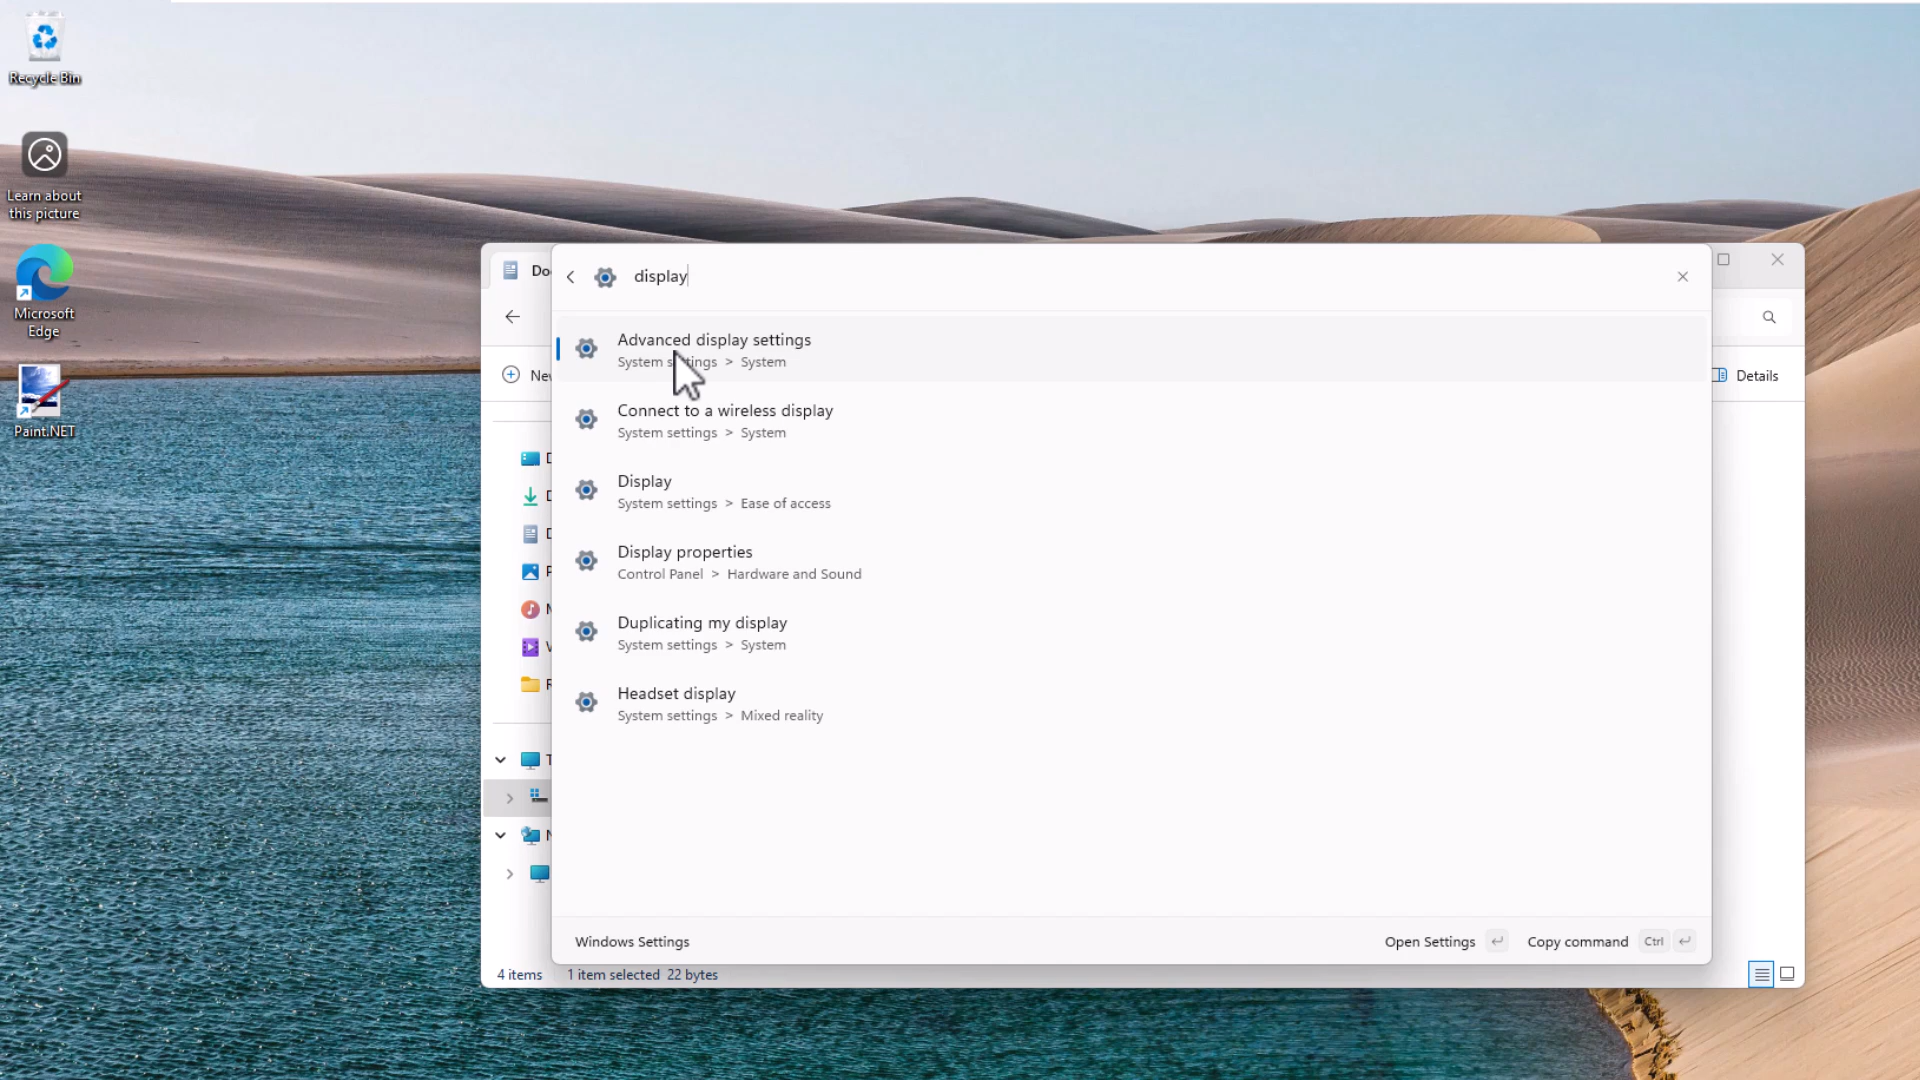 Recycle Bin
Learn about
this picture
Microsoft
Edge
Paint.NET
display
Advanced display settings
System settings > System
Connect to a wireless display
System settings > System
Display
System settings > Ease of access
Display properties
Control Panel > Hardware and Sound
Duplicating my display
System settings > System
Headset display
System settings > Mixed reality
Windows Settings
Open Settings
Copy command Ctrl
Details
4 items
1 item selected 22 bytes